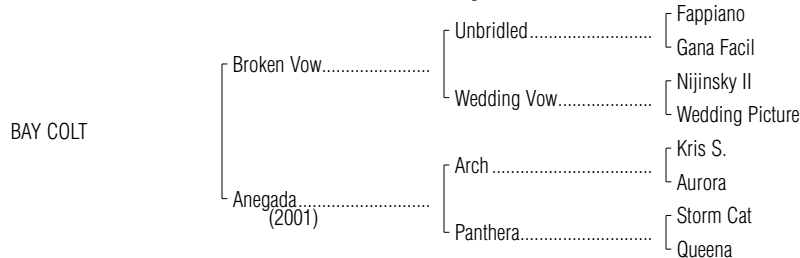 Fappiano
Unbridled..............................
Gana Facil
Broken Vow..........................
Nijinsky II
Wedding Vow.......................
Wedding Picture
BAY COLT
Kris S.
Arch .......................................
Aurora
Anegada................................
(2001)
Storm Cat
Panthera................................
Queena